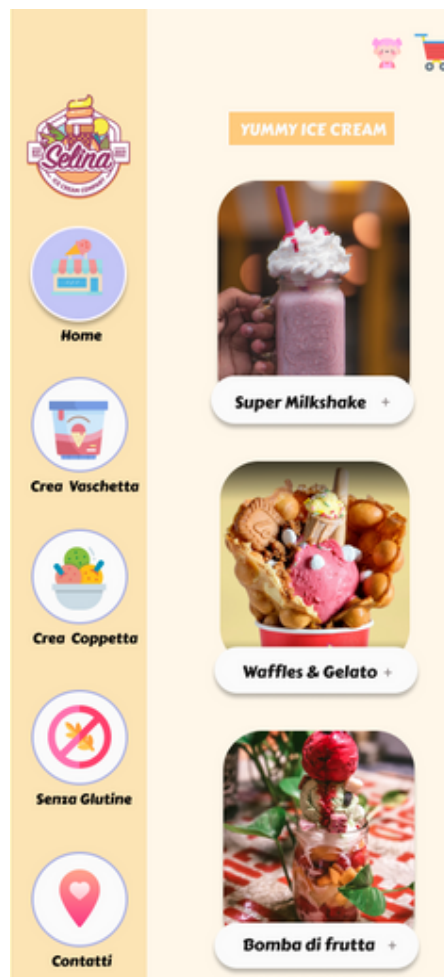 YUMMY ICE CREAM
Selina
ICE CREAM COMPANY
Super Milkshake +
Home
Crea Vaschetta
Waffles & Gelato +
Crea Coppetta
Senza Glutine
Bomba di frutta +
Contatti